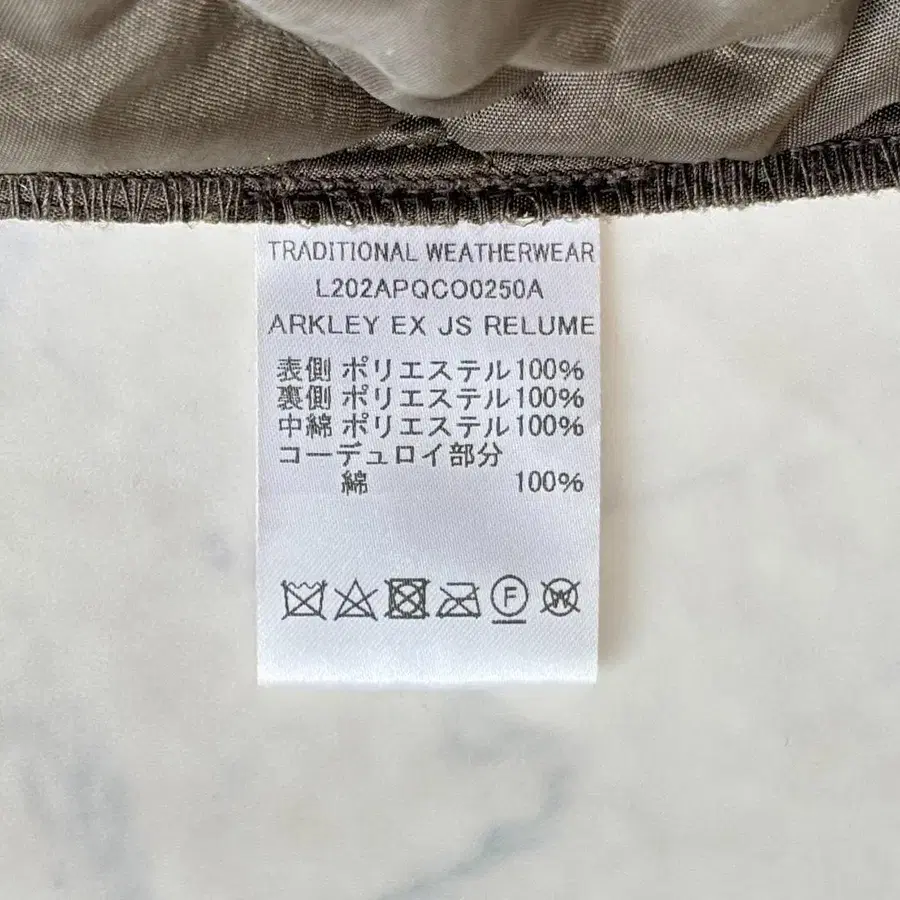 TRADITIONAL WEATHERWEAR
L202APQCO0250A
ARKLEY EX JS RELUME
表側 ポリエステル100%
裏側 ポリエステル100%
中綿 ポリエステル100%
コーデュロイ部分
綿 100%
F W